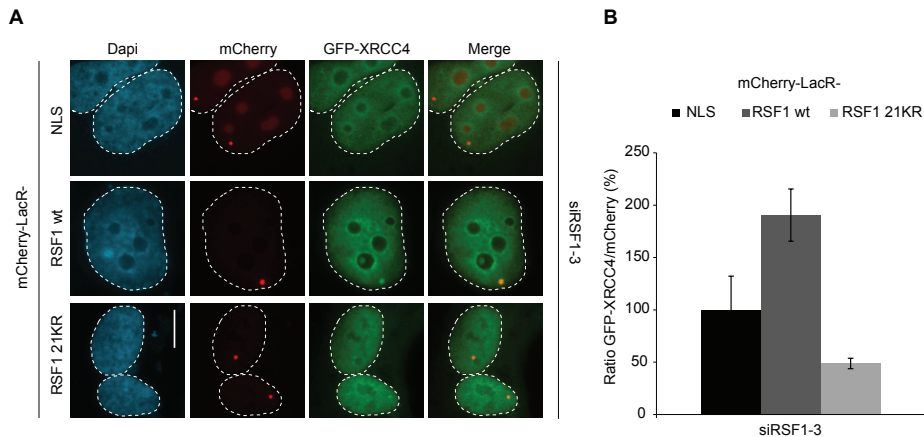 A
Dapi
mCherry
GFP-XRCC4
Merge
mCherry-LacR-
NLS
RSF1 wt
RSF1 21KR
siRSF1-3
B
mCherry-LacR-
NLS
RSF1 wt
RSF1 21KR
Ratio GFP-XRCC4/mCherry (%)
250
200
150
100
50
0
siRSF1-3